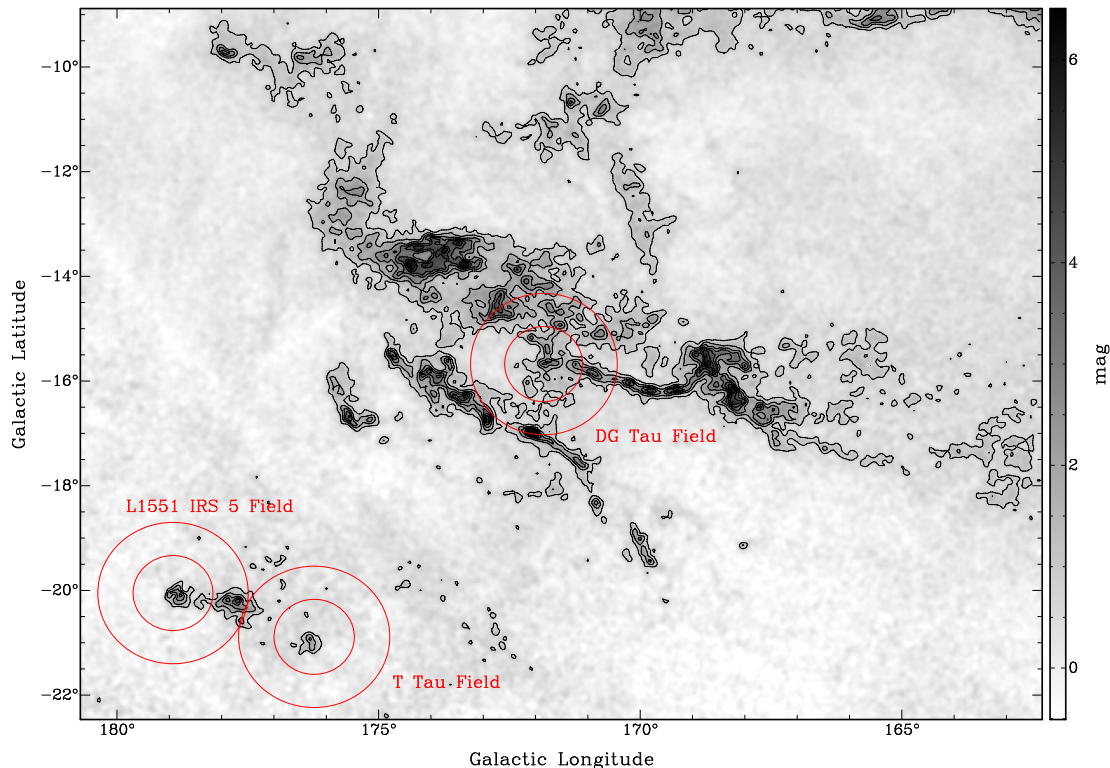 -10°
-12°
-14°
-16°
-18°
-20°
-22°
Galactic Latitude
180°
175°
170°
165°
Galactic Longitude
DG Tau Field
L1551 IRS 5 Field
T Tau Field
6
4
2
0
mag